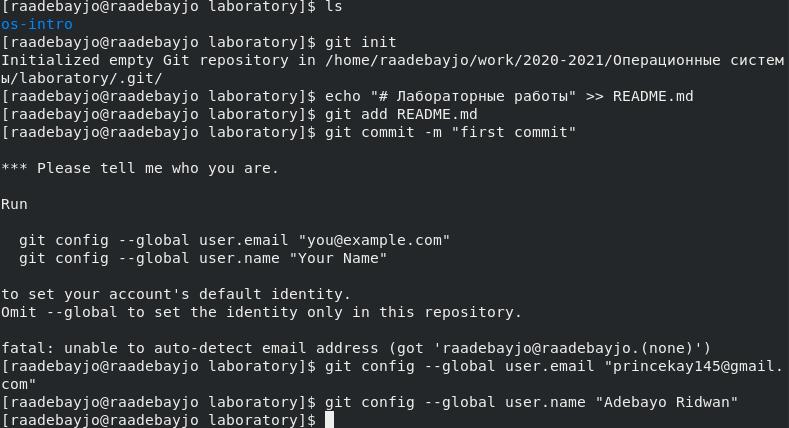 [raadebayjo@raadebayjo laboratory]$ ls
os-intro
[raadebayjo@raadebayjo laboratory]$ git init
Initialized empty Git repository in /home/raadebayjo/work/2020-2021/Операционные систем
ы/laboratory/.git/
[raadebayjo@raadebayjo laboratory]$ echo "# Лабораторные работы" >> README.md
[raadebayjo@raadebayjo laboratory]$ git add README.md
[raadebayjo@raadebayjo laboratory]$ git commit -m "first commit"
*** Please tell me who you are.
Run
git config --global user.email "you@example.com"
git config --global user.name "Your Name"
to set your account's default identity.
Omit --global to set the identity only in this repository.
fatal: unable to auto-detect email address (got 'raadebayjo@raadebayjo.(none)')
[raadebayjo@raadebayjo laboratory]$ git config --global user.email "princekay145@gmail.
com"
[raadebayjo@raadebayjo laboratory]$ git config --global user.name "Adebayo Ridwan"
[raadebayjo@raadebayjo laboratory]$